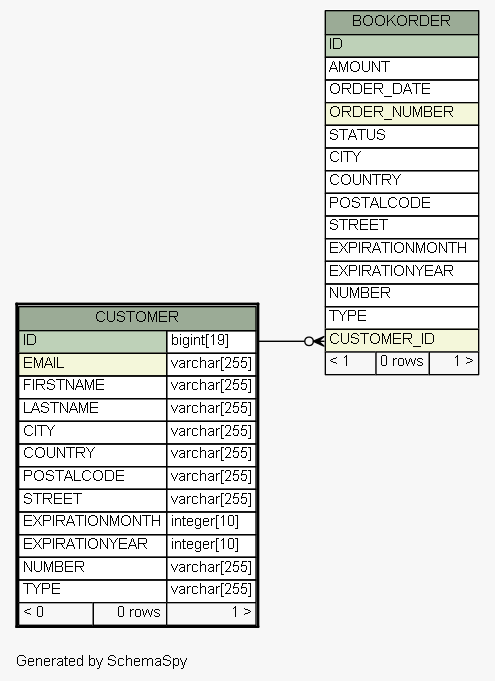 BOOKORDER
ID
AMOUNT
ORDER_DATE
ORDER_NUMBER
STATUS
CITY
COUNTRY
POSTALCODE
STREET
EXPIRATIONMONTH
EXPIRATIONYEAR
NUMBER
TYPE
CUSTOMER_ID
< 1 0 rows 1 >
CUSTOMER
ID bigint[19]
EMAIL varchar[255]
FIRSTNAME varchar[255]
LASTNAME varchar[255]
CITY varchar[255]
COUNTRY varchar[255]
POSTALCODE varchar[255]
STREET varchar[255]
EXPIRATIONMONTH integer[10]
EXPIRATIONYEAR integer[10]
NUMBER varchar[255]
TYPE varchar[255]
< 0 0 rows 1 >
Generated by SchemaSpy